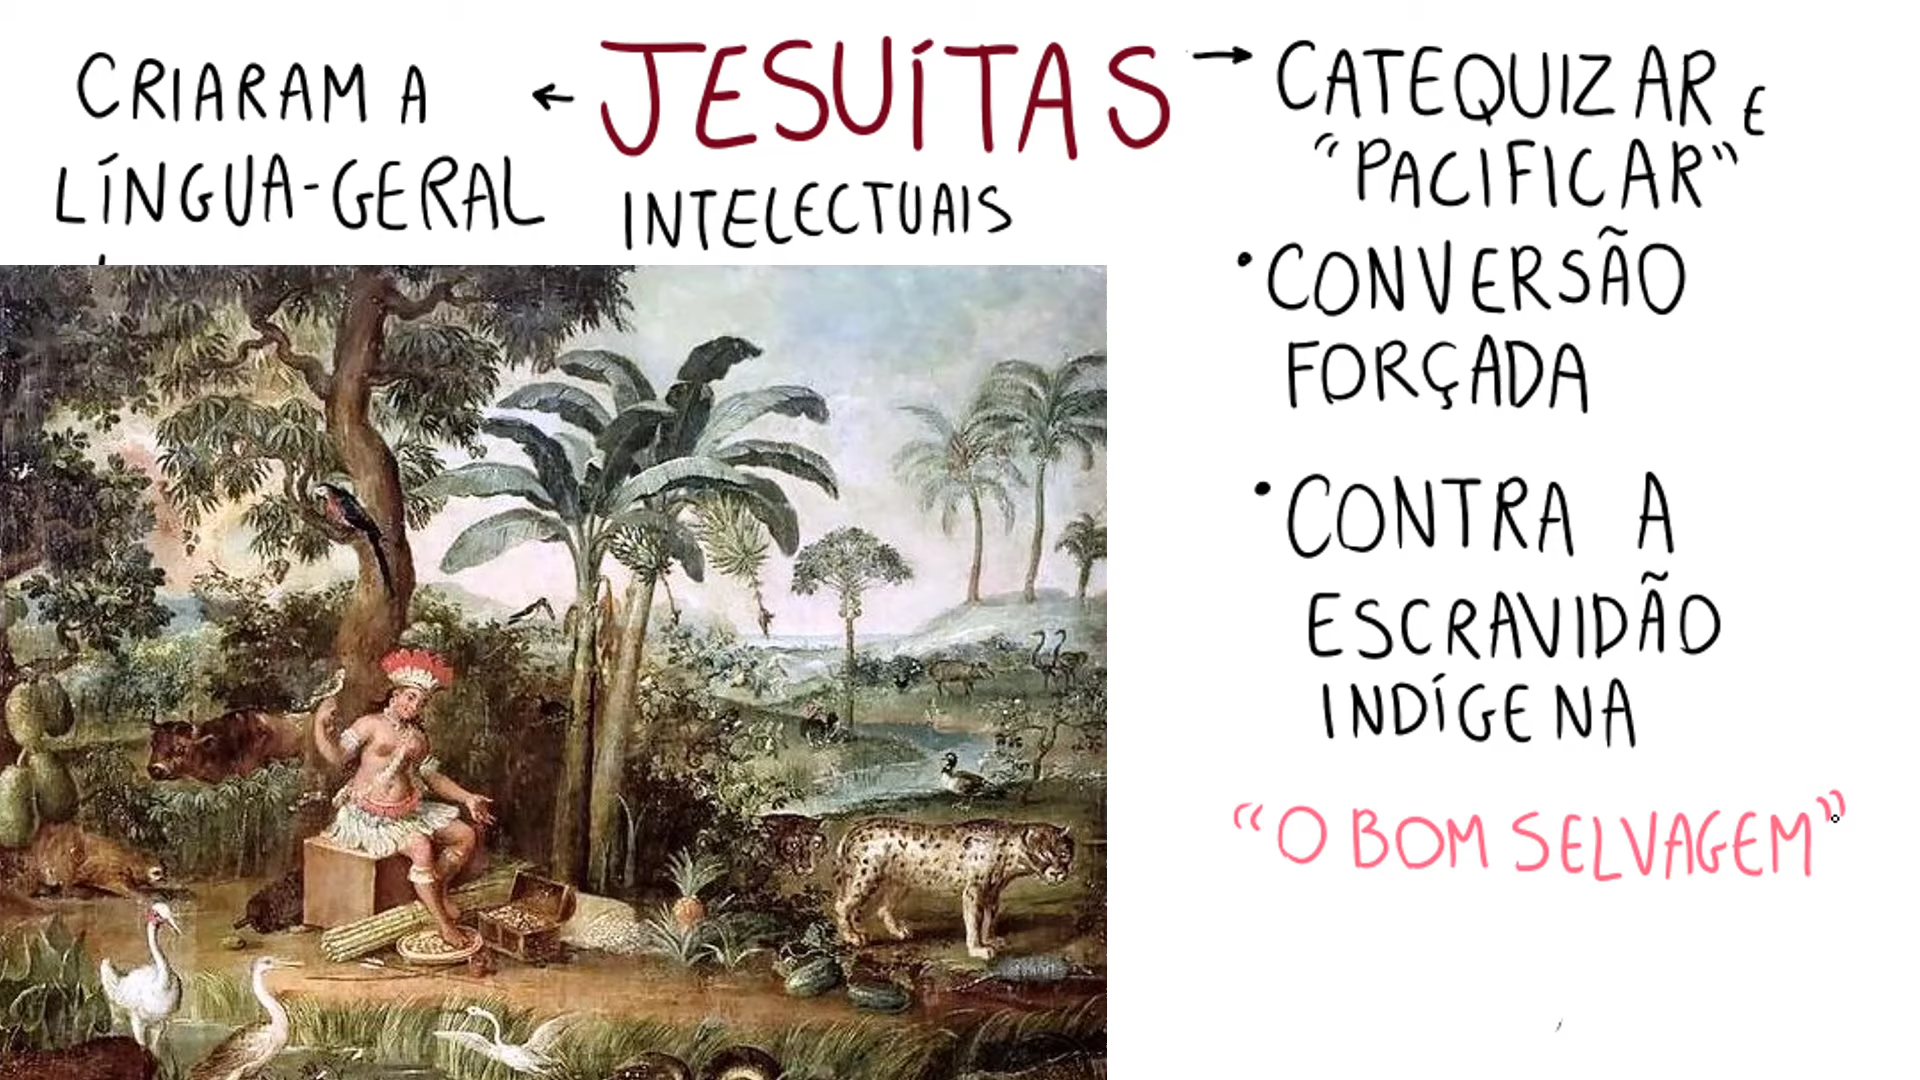 CRIARAM A
LÍNGUA-GERAL
← JESUÍTAS →
INTELECTUAIS
CATEQUIZAR E
"PACIFICAR"
• CONVERSÃO
FORÇADA
• CONTRA A
ESCRAVIDÃO
INDÍGENA
"O BOM SELVAGEM"